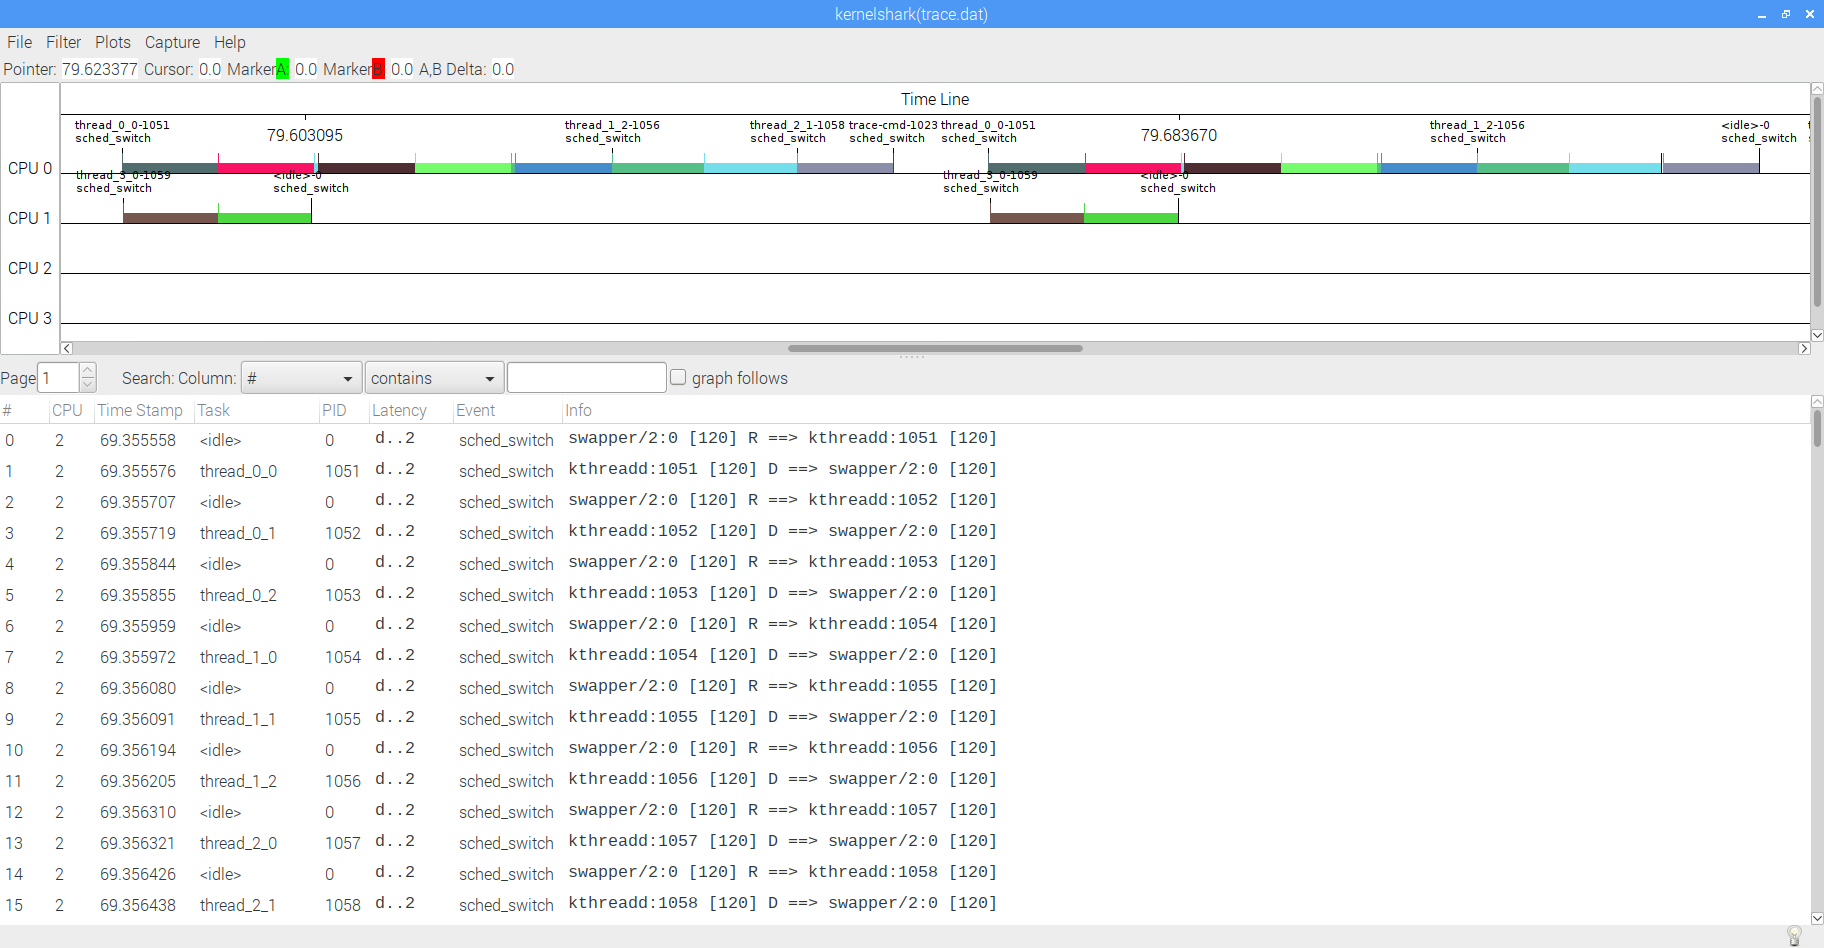 kernelshark(trace.dat)
File Filter Plots Capture Help
Pointer: 79.623377 Cursor: 0.0 Marker A: 0.0 Marker B: 0.0 A,B Delta: 0.0
Time Line
thread_0_0-1051 thread_1_2-1056 thread_2_1-1058 trace-cmd-1023 thread_0_0-1051 thread_1_2-1056 <idle>-0
sched_switch 79.603095 sched_switch sched_switch sched_switch sched_switch 79.683670 sched_switch sched_switch
CPU 0
thread_3_0-1059 <idle>-0 thread_3_0-1059 <idle>-0
sched_switch sched_switch sched_switch sched_switch
CPU 1
CPU 2
CPU 3
Page 1 Search: Column: # contains graph follows
# CPU Time Stamp Task PID Latency Event Info
0 2 69.355558 <idle> 0 d..2 sched_switch swapper/2:0 [120] R ==> kthreadd:1051 [120]
1 2 69.355576 thread_0_0 1051 d..2 sched_switch kthreadd:1051 [120] D ==> swapper/2:0 [120]
2 2 69.355707 <idle> 0 d..2 sched_switch swapper/2:0 [120] R ==> kthreadd:1052 [120]
3 2 69.355719 thread_0_1 1052 d..2 sched_switch kthreadd:1052 [120] D ==> swapper/2:0 [120]
4 2 69.355844 <idle> 0 d..2 sched_switch swapper/2:0 [120] R ==> kthreadd:1053 [120]
5 2 69.355855 thread_0_2 1053 d..2 sched_switch kthreadd:1053 [120] D ==> swapper/2:0 [120]
6 2 69.355959 <idle> 0 d..2 sched_switch swapper/2:0 [120] R ==> kthreadd:1054 [120]
7 2 69.355972 thread_1_0 1054 d..2 sched_switch kthreadd:1054 [120] D ==> swapper/2:0 [120]
8 2 69.356080 <idle> 0 d..2 sched_switch swapper/2:0 [120] R ==> kthreadd:1055 [120]
9 2 69.356091 thread_1_1 1055 d..2 sched_switch kthreadd:1055 [120] D ==> swapper/2:0 [120]
10 2 69.356194 <idle> 0 d..2 sched_switch swapper/2:0 [120] R ==> kthreadd:1056 [120]
11 2 69.356205 thread_1_2 1056 d..2 sched_switch kthreadd:1056 [120] D ==> swapper/2:0 [120]
12 2 69.356310 <idle> 0 d..2 sched_switch swapper/2:0 [120] R ==> kthreadd:1057 [120]
13 2 69.356321 thread_2_0 1057 d..2 sched_switch kthreadd:1057 [120] D ==> swapper/2:0 [120]
14 2 69.356426 <idle> 0 d..2 sched_switch swapper/2:0 [120] R ==> kthreadd:1058 [120]
15 2 69.356438 thread_2_1 1058 d..2 sched_switch kthreadd:1058 [120] D ==> swapper/2:0 [120]